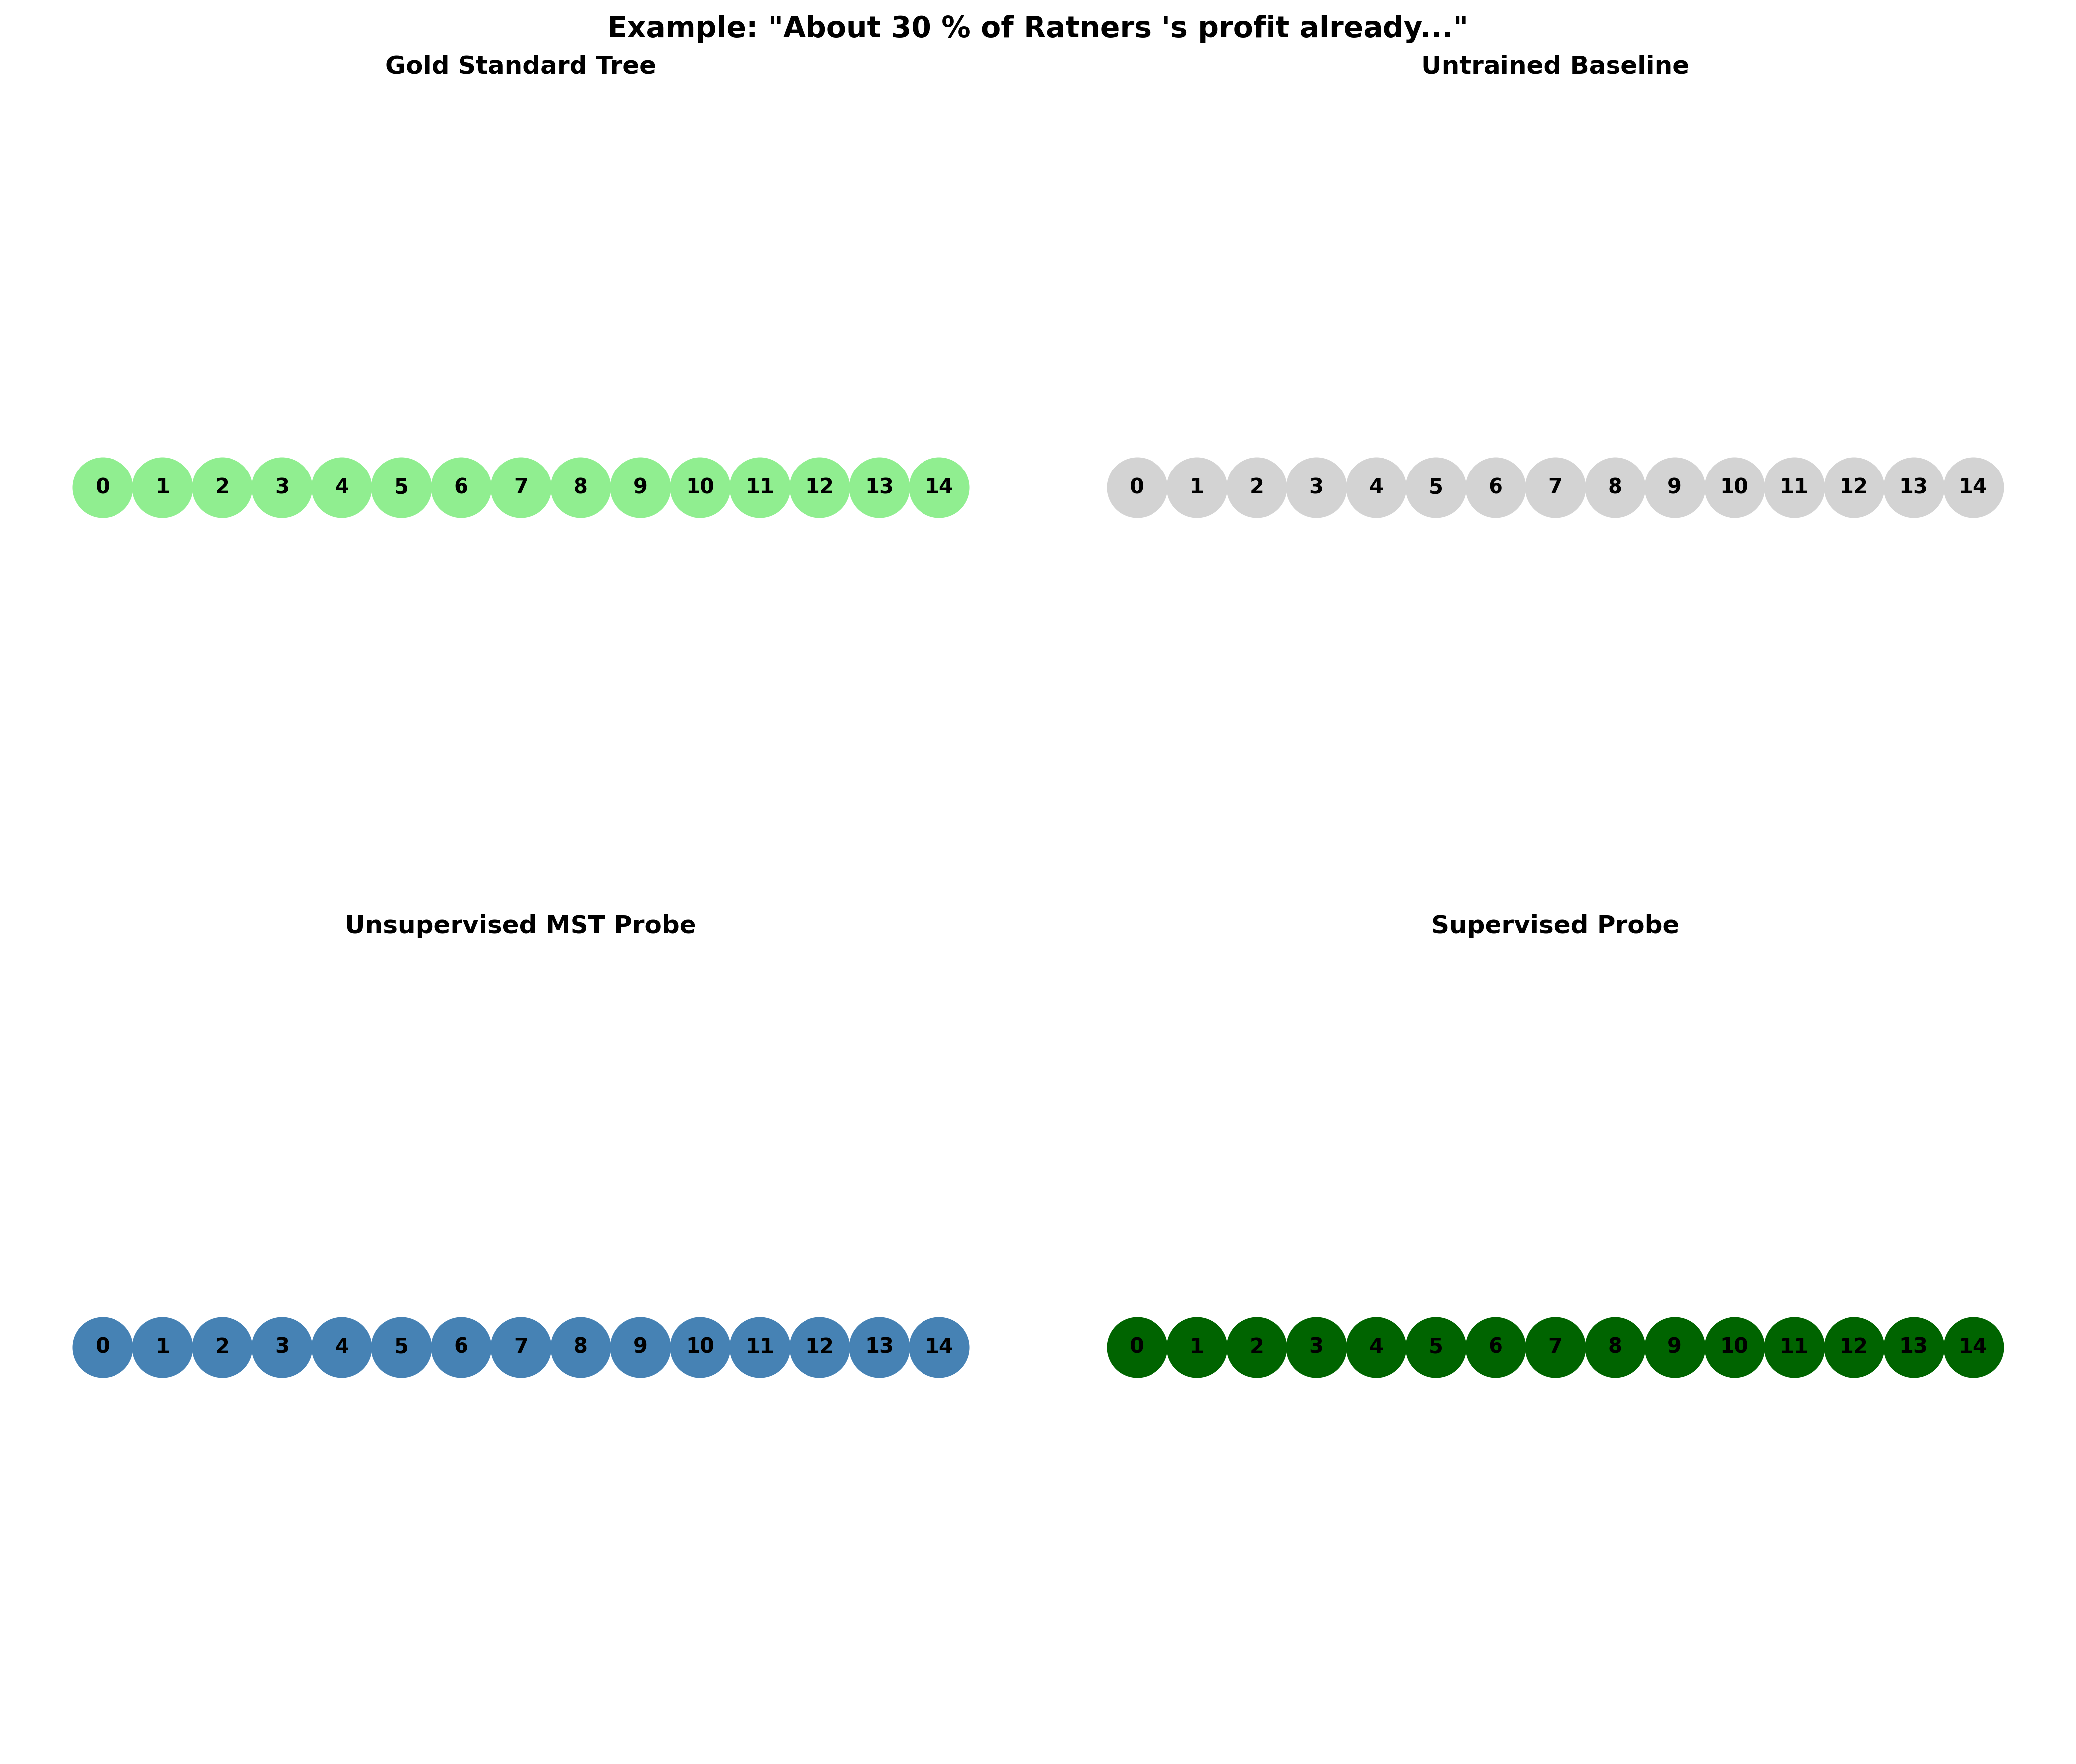 Example: "About 30 % of Ratners 's profit already..."
Gold Standard Tree
Untrained Baseline
0 1 2 3 4 5 6 7 8 9 10 11 12 13 14
0 1 2 3 4 5 6 7 8 9 10 11 12 13 14
Unsupervised MST Probe
Supervised Probe
0 1 2 3 4 5 6 7 8 9 10 11 12 13 14
0 1 2 3 4 5 6 7 8 9 10 11 12 13 14